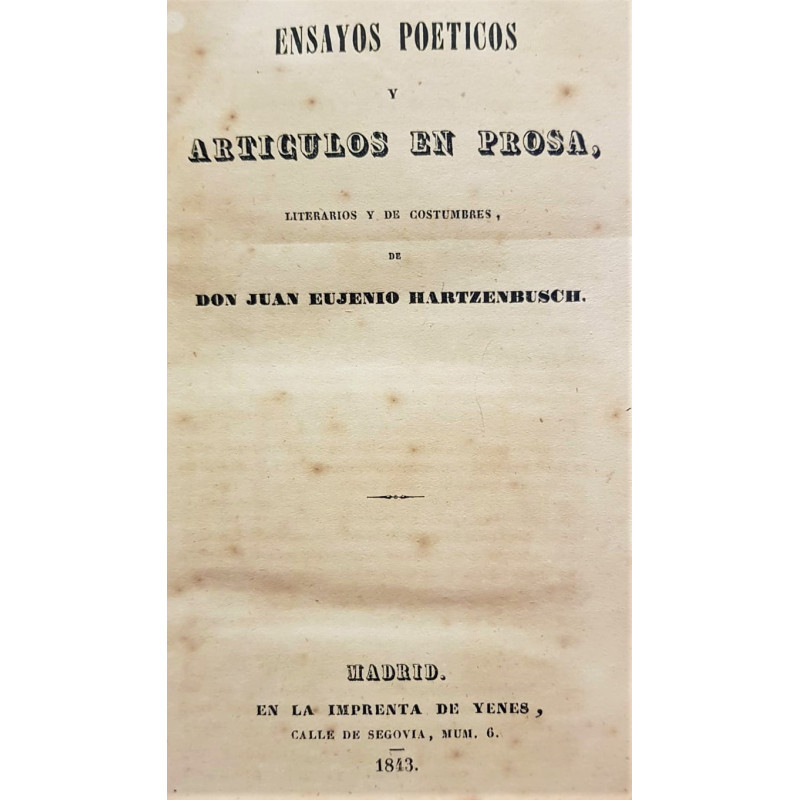 ENSAYOS POETICOS
Y
ARTICULOS EN PROSA,
LITERARIOS Y DE COSTUMBRES,
DE
DON JUAN EUJENIO HARTZENBUSCH.
MADRID.
EN LA IMPRENTA DE YENES,
CALLE DE SEGOVIA, MUM. 6.
1843.